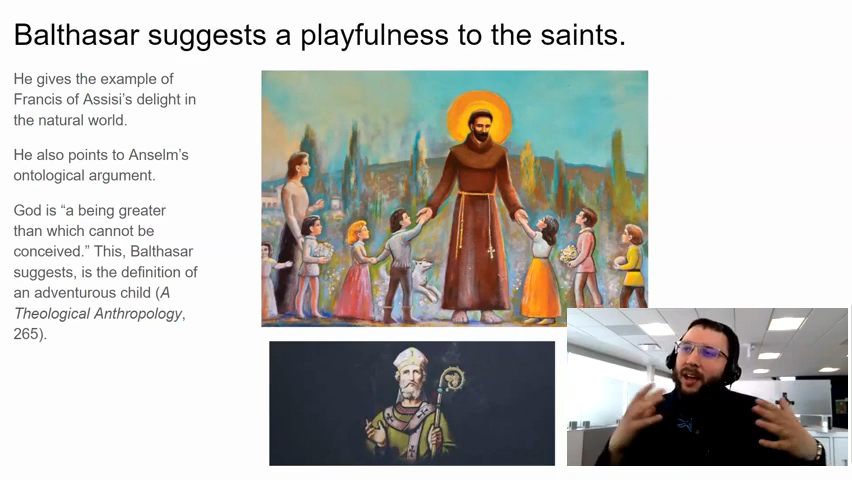 Balthasar suggests a playfulness to the saints.
He gives the example of
Francis of Assisi’s delight in
the natural world.
He also points to Anselm’s
ontological argument.
God is “a being greater
than which cannot be
conceived.” This, Balthasar
suggests, is the definition of
an adventurous child (A
Theological Anthropology,
265).